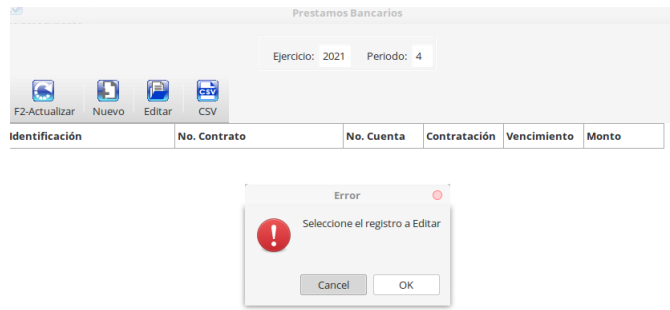 Prestamos Bancarios
Ejercicio: 2021 Periodo: 4
CSV
F2-Actualizar Nuevo Editar CSV
Identificación No. Contrato No. Cuenta Contratación Vencimiento Monto
Error
Seleccione el registro a Editar
Cancel OK